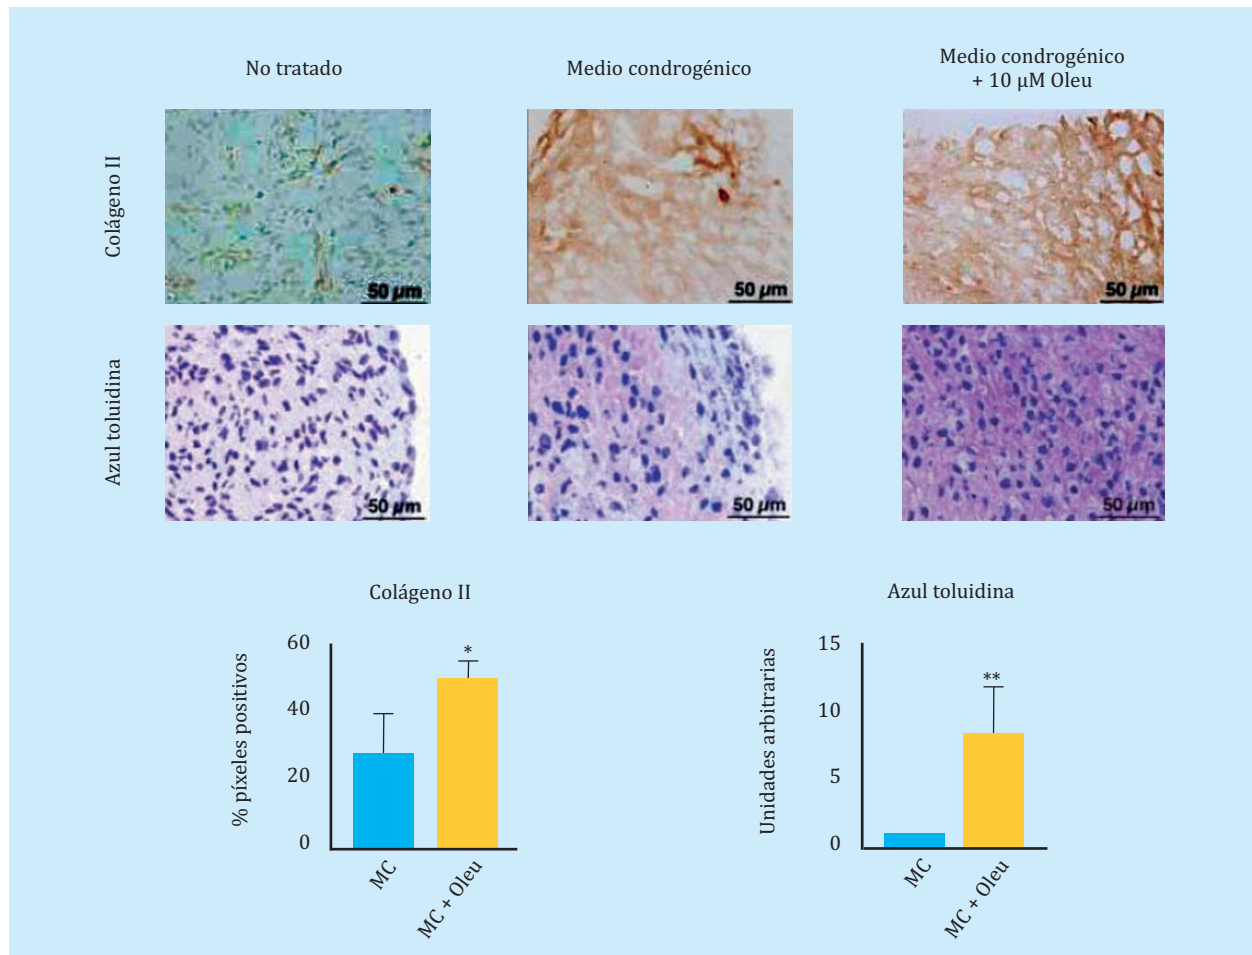 No tratado
Medio condrogénico
Medio condrogénico
+ 10 µM Oleu
Colágeno II
50 µm
50 µm
50 µm
Azul toluidina
50 µm
50 µm
50 µm
Colágeno II
% píxeles positivos
60
40
20
0
*
MC
MC + Oleu
Azul toluidina
Unidades arbitrarias
15
10
5
0
**
MC
MC + Oleu